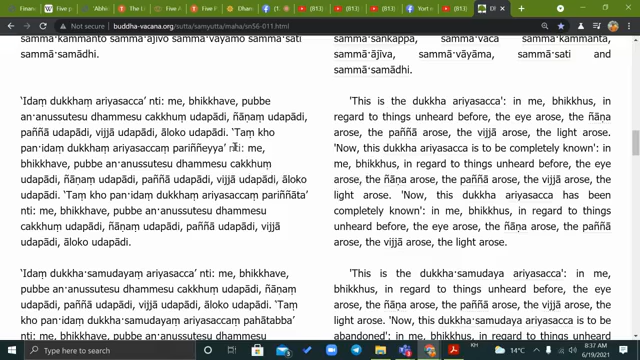 Finan
Five p
'Abhic
The D
The I
(813)
Five p
(813)
(813)
Yort e
Dh
Not secure | buddha-vacana.org/sutta/samyutta/maha/sn56-011.html
sammā·kammanto sammā·ājīvo sammā·vāyāmo sammā·sati
sammā·samādhi.
'Idaṃ dukkhaṃ ariyasacca' nti: me, bhikkhave, pubbe
an·anussutesu dhammesu cakkhuṃ udapādi, ñāṇaṃ udapādi,
paññā udapādi, vijjā udapādi, āloko udapādi. 'Taṃ kho
pan·idaṃ dukkhaṃ ariyasaccaṃ pariññeyya' nti: me,
bhikkhave, pubbe an·anussutesu dhammesu cakkhuṃ
udapādi, ñāṇaṃ udapādi, paññā udapādi, vijjā udapādi, āloko
udapādi. 'Taṃ kho pan·idaṃ dukkhaṃ ariyasaccaṃ pariññāta'
nti: me, bhikkhave, pubbe an·anussutesu dhammesu
cakkhuṃ udapādi, ñāṇaṃ udapādi, paññā udapādi, vijjā
udapādi, āloko udapādi.
'Idaṃ dukkha·samudayaṃ ariyasacca' nti: me, bhikkhave,
pubbe an·anussutesu dhammesu cakkhuṃ udapādi, ñāṇaṃ
udapādi, paññā udapādi, vijjā udapādi, āloko udapādi. 'Taṃ
kho pan·idaṃ dukkha·samudayaṃ ariyasaccaṃ pahātabba'
nti: me, bhikkhave, pubbe an·anussutesu dhammesu
sammā·saṅkappa, sammā·vācā sammā·kammanta,
sammā·ājīva, sammā·vāyāma, sammā·sati and
sammā·samādhi.
'This is the dukkha ariyasacca': in me, bhikkhus, in
regard to things unheard before, the eye arose, the ñāṇa
arose, the paññā arose, the vijjā arose, the light arose.
'Now, this dukkha ariyasacca is to be completely known': in
me, bhikkhus, in regard to things unheard before, the eye
arose, the ñāṇa arose, the paññā arose, the vijjā arose,
the light arose. 'Now, this dukkha ariyasacca has been
completely known': in me, bhikkhus, in regard to things
unheard before, the eye arose, the ñāṇa arose, the paññā
arose, the vijjā arose, the light arose.
'This is the dukkha·samudaya ariyasacca': in me,
bhikkhus, in regard to things unheard before, the eye
arose, the ñāṇa arose, the paññā arose, the vijjā arose,
the light arose. 'Now, this dukkha·samudaya ariyasacca is to be
abandoned': in me, bhikkhus, in regard to things unheard
Type here to search
KH
14°C
8:37 AM
6/19/2021